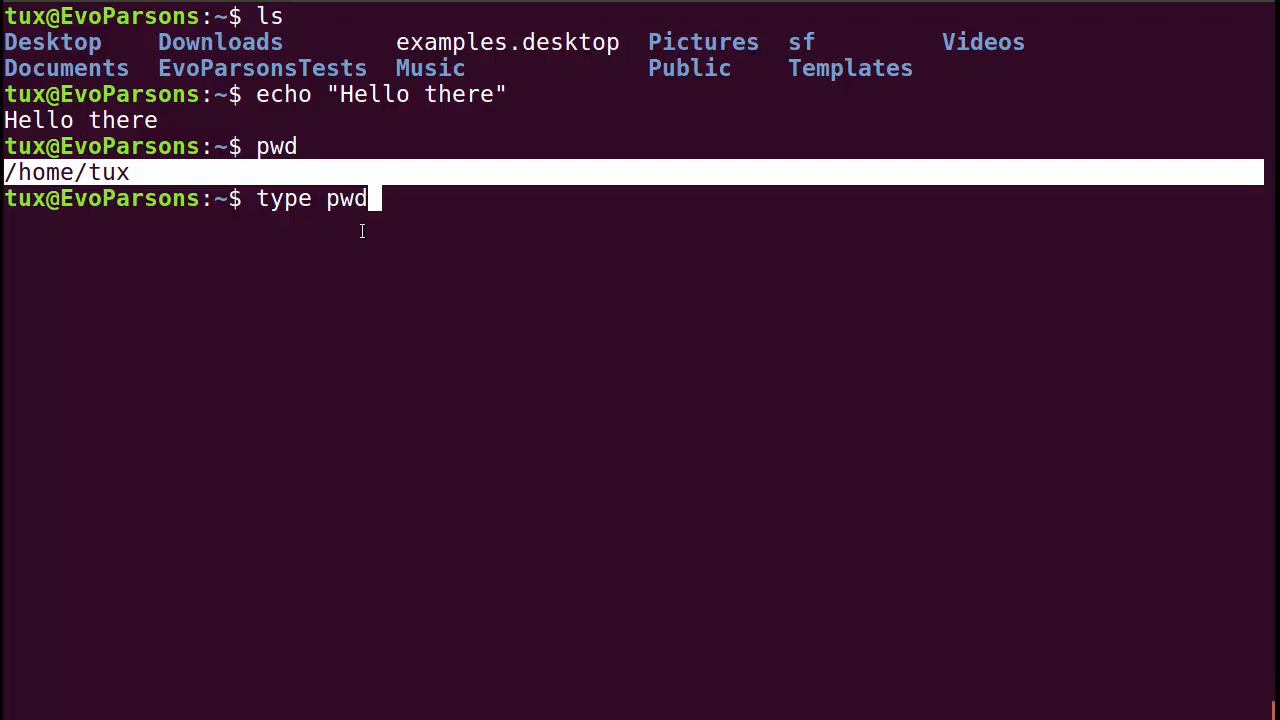 tux@EvoParsons:~$ ls
Desktop    Downloads        examples.desktop  Pictures  sf         Videos
Documents  EvoParsonsTests  Music             Public    Templates
tux@EvoParsons:~$ echo "Hello there"
Hello there
tux@EvoParsons:~$ pwd
/home/tux
tux@EvoParsons:~$ type pwd